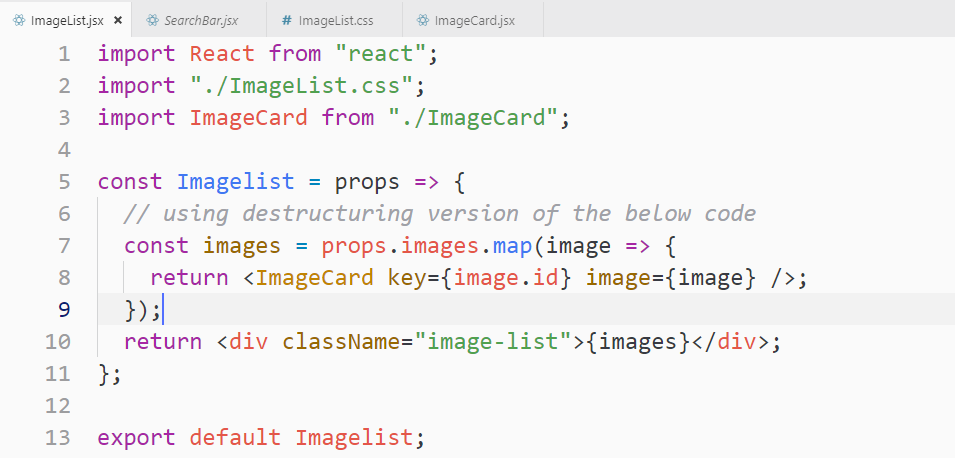 ImageList.jsx × SearchBar.jsx # ImageList.css ImageCard.jsx
1 import React from "react";
2 import "./ImageList.css";
3 import ImageCard from "./ImageCard";
4
5 const Imagelist = props => {
6 // using destructuring version of the below code
7 const images = props.images.map(image => {
8 return <ImageCard key={image.id} image={image} />;
9 });
10 return <div className="image-list">{images}</div>;
11 };
12
13 export default Imagelist;